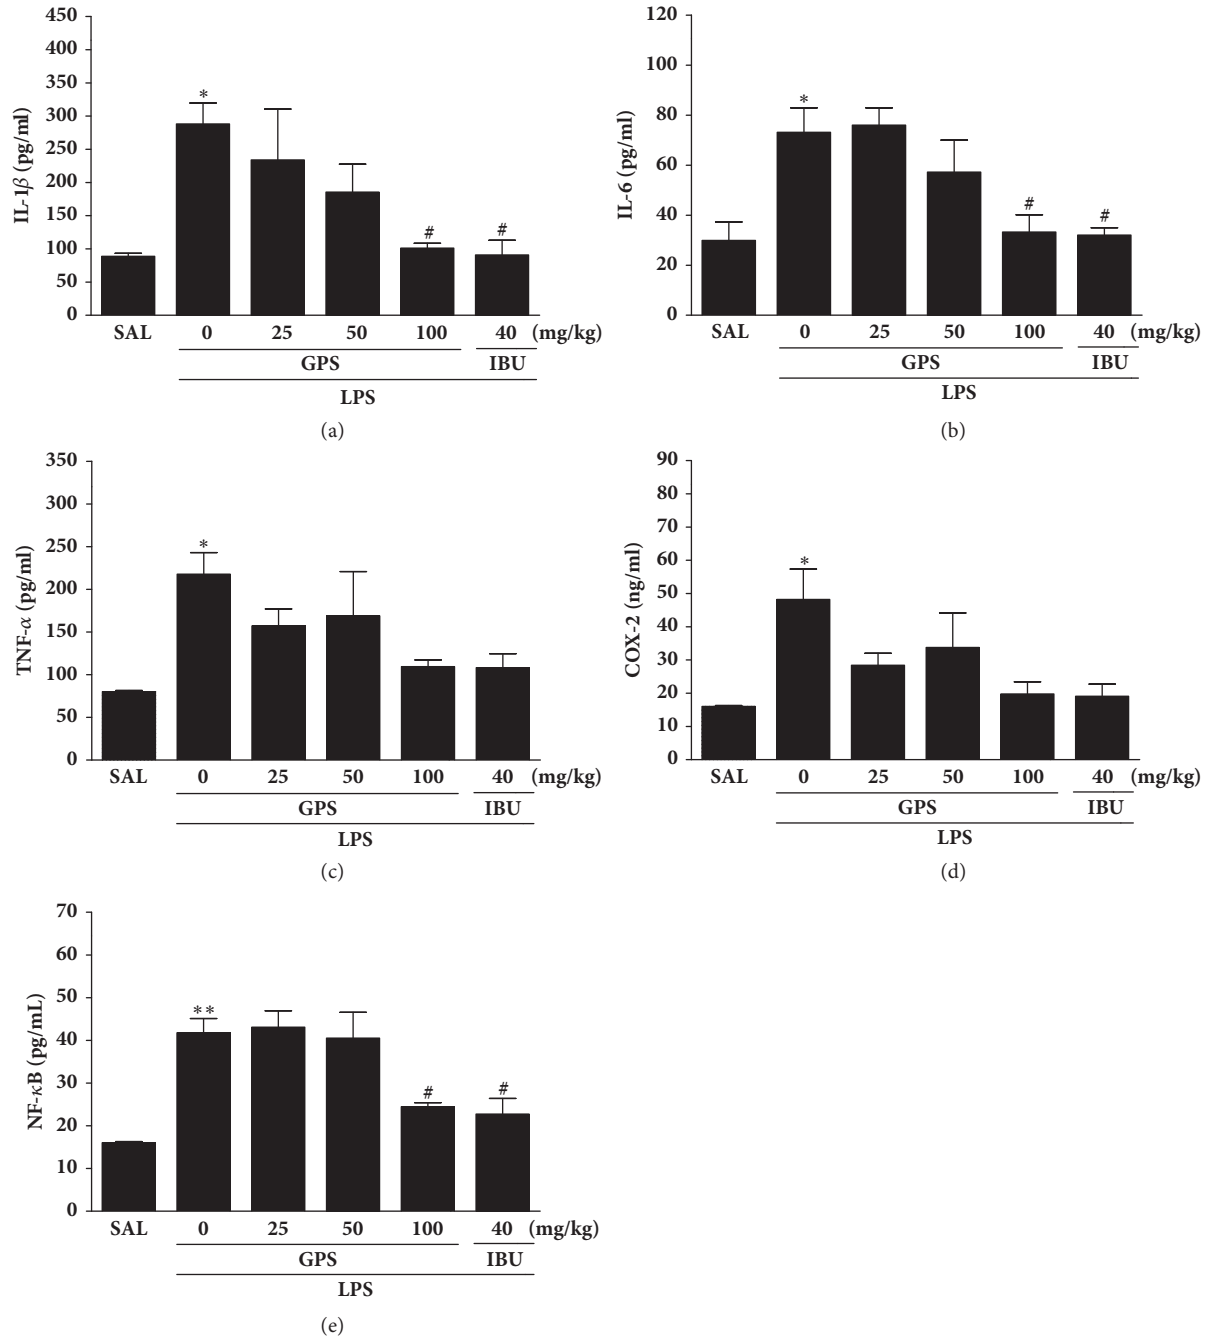 450
400
350
300
250
200
150
100
50
0
IL-1β (pg/ml)
*
#
#
SAL 0 25 50 100 40 (mg/kg)
GPS IBU
LPS
(a)
120
100
80
60
40
20
0
IL-6 (pg/ml)
*
#
#
SAL 0 25 50 100 40 (mg/kg)
GPS IBU
LPS
(b)
350
300
250
200
150
100
50
0
TNF-α (pg/ml)
*
SAL 0 25 50 100 40 (mg/kg)
GPS IBU
LPS
(c)
90
80
70
60
50
40
30
20
10
0
COX-2 (ng/ml)
*
SAL 0 25 50 100 40 (mg/kg)
GPS IBU
LPS
(d)
70
60
50
40
30
20
10
0
NF-κB (pg/mL)
**
#
#
SAL 0 25 50 100 40 (mg/kg)
GPS IBU
LPS
(e)